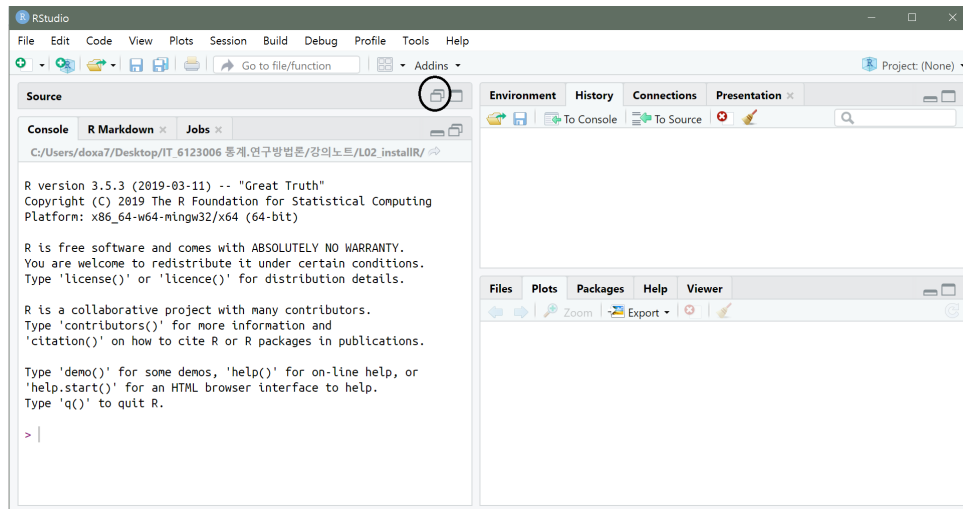 RStudio
File Edit Code View Plots Session Build Debug Profile Tools Help
Go to file/function Addins Project: (None)
Source
Console R Markdown Jobs
C:/Users/doxa7/Desktop/IT_6123006 통계.연구방법론/강의노트/L02_installR/
R version 3.5.3 (2019-03-11) -- "Great Truth"
Copyright (C) 2019 The R Foundation for Statistical Computing
Platform: x86_64-w64-mingw32/x64 (64-bit)
R is free software and comes with ABSOLUTELY NO WARRANTY.
You are welcome to redistribute it under certain conditions.
Type 'license()' or 'licence()' for distribution details.
R is a collaborative project with many contributors.
Type 'contributors()' for more information and
'citation()' on how to cite R or R packages in publications.
Type 'demo()' for some demos, 'help()' for on-line help, or
'help.start()' for an HTML browser interface to help.
Type 'q()' to quit R.
>
Environment History Connections Presentation
To Console To Source
Files Plots Packages Help Viewer
Zoom Export